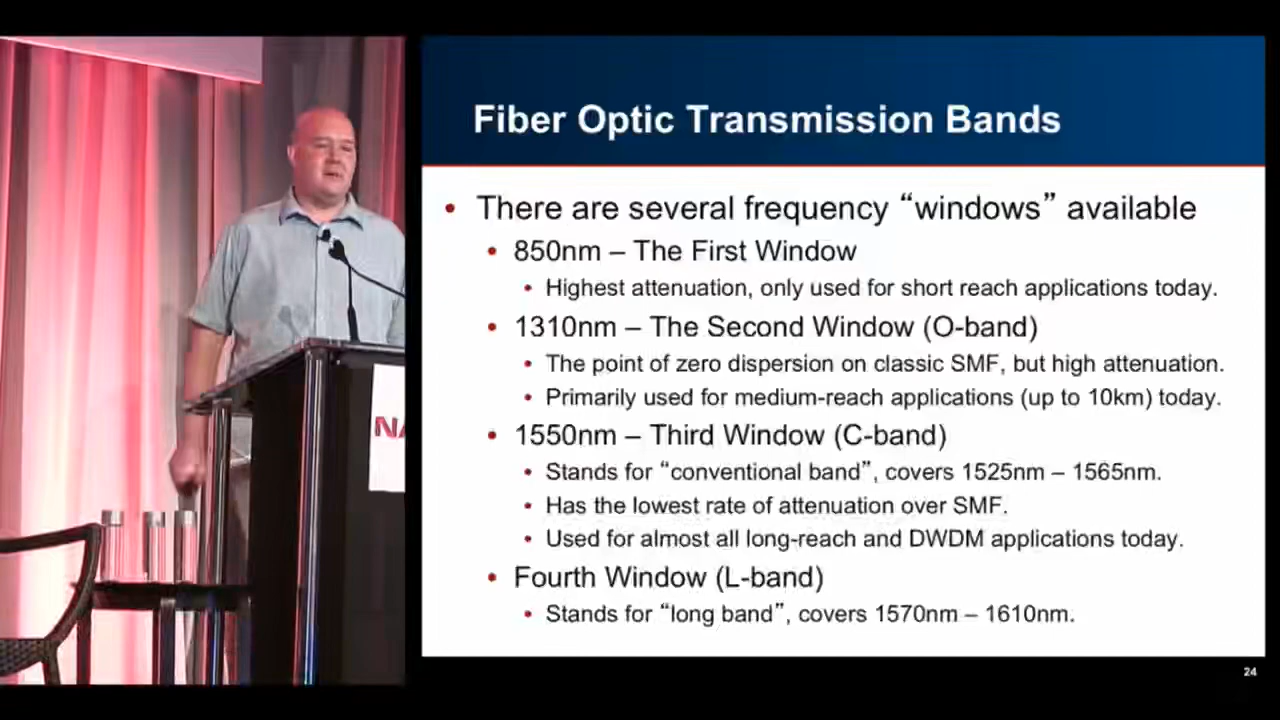 Fiber Optic Transmission Bands
• There are several frequency “windows” available
• 850nm – The First Window
• Highest attenuation, only used for short reach applications today.
• 1310nm – The Second Window (O-band)
• The point of zero dispersion on classic SMF, but high attenuation.
• Primarily used for medium-reach applications (up to 10km) today.
• 1550nm – Third Window (C-band)
• Stands for “conventional band”, covers 1525nm – 1565nm.
• Has the lowest rate of attenuation over SMF.
• Used for almost all long-reach and DWDM applications today.
• Fourth Window (L-band)
• Stands for “long band”, covers 1570nm – 1610nm.
24
NA